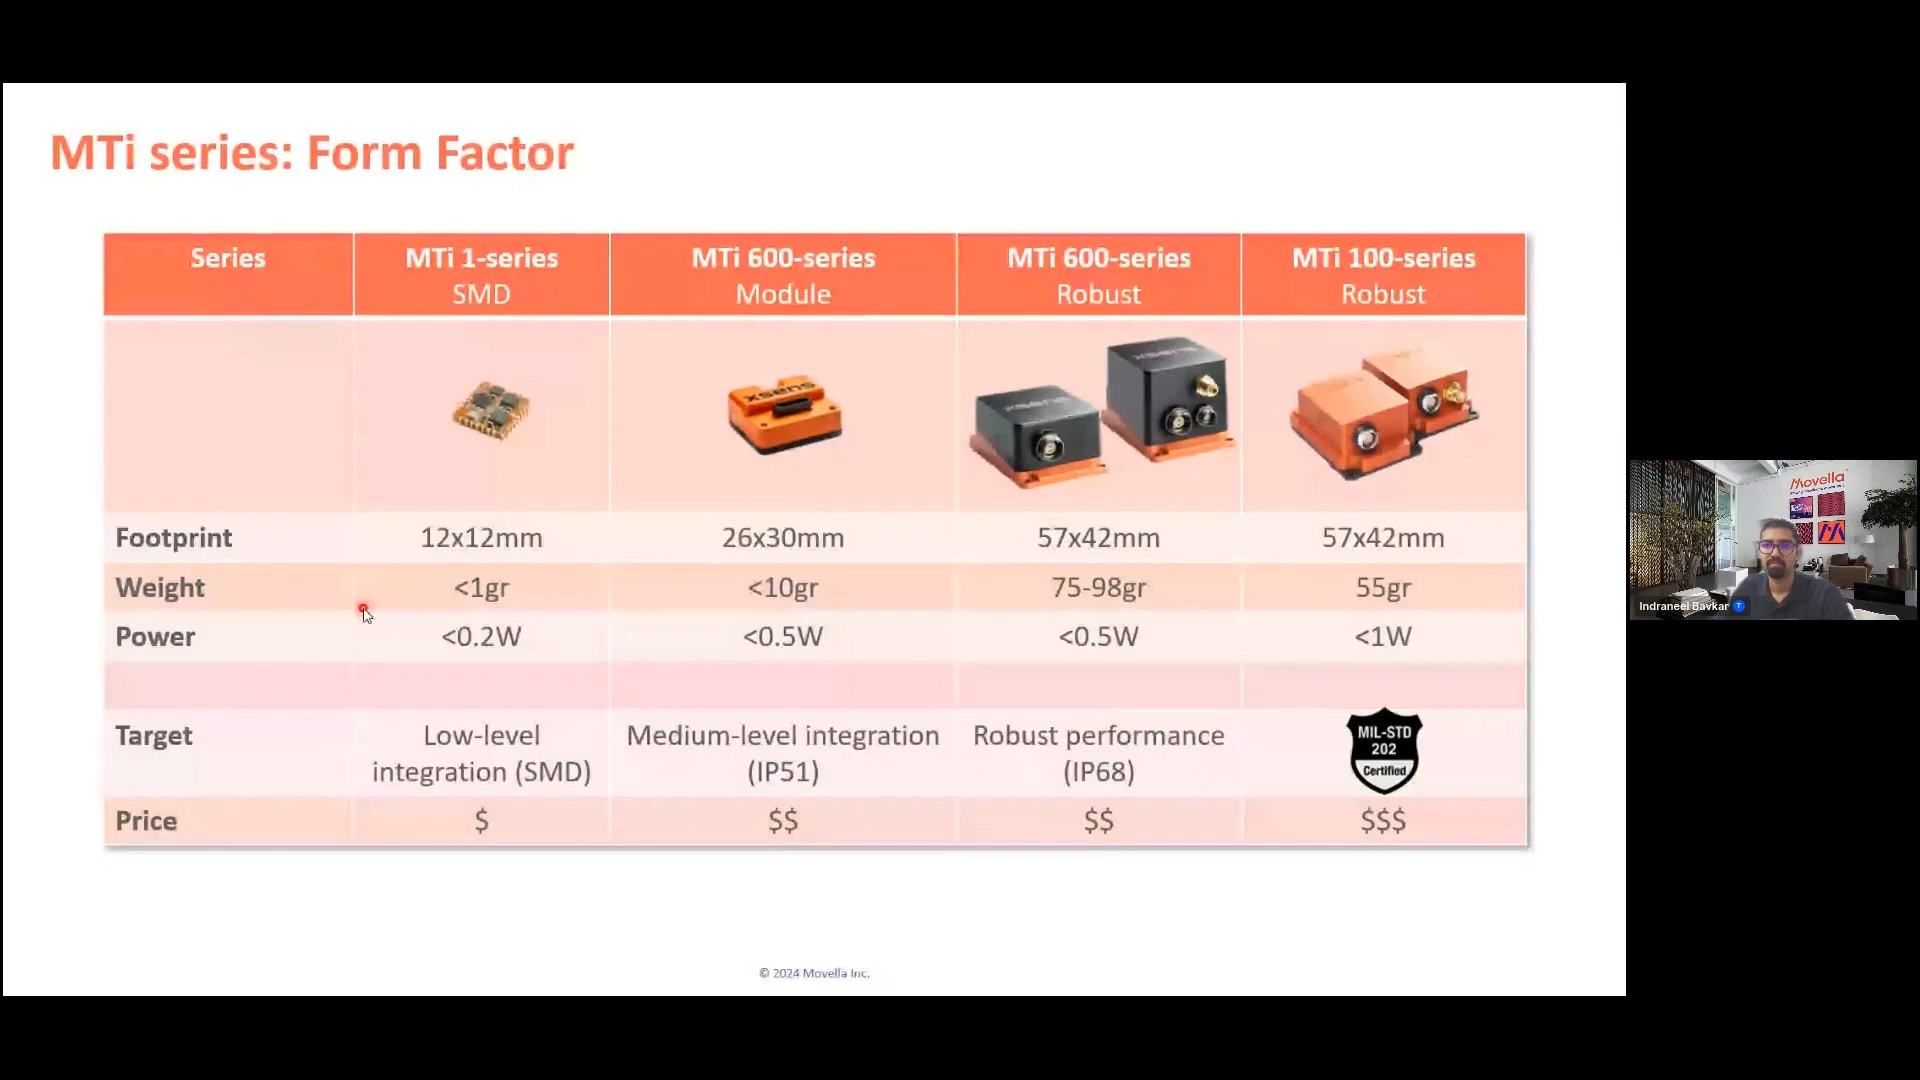 MTi series: Form Factor
Series
MTi 1-series
SMD
MTi 600-series
Module
MTi 600-series
Robust
MTi 100-series
Robust
xsens
xsens
xsens
Footprint 12x12mm 26x30mm 57x42mm 57x42mm
Weight <1gr <10gr 75-98gr 55gr
Power <0.2W <0.5W <0.5W <1W
Target
Low-level
integration (SMD)
Medium-level integration
(IP51)
Robust performance
(IP68)
MIL-STD
202
Certified
Price $ $$ $$ $$$
© 2024 Movella Inc.
Movella
Indraneel Bavkar T